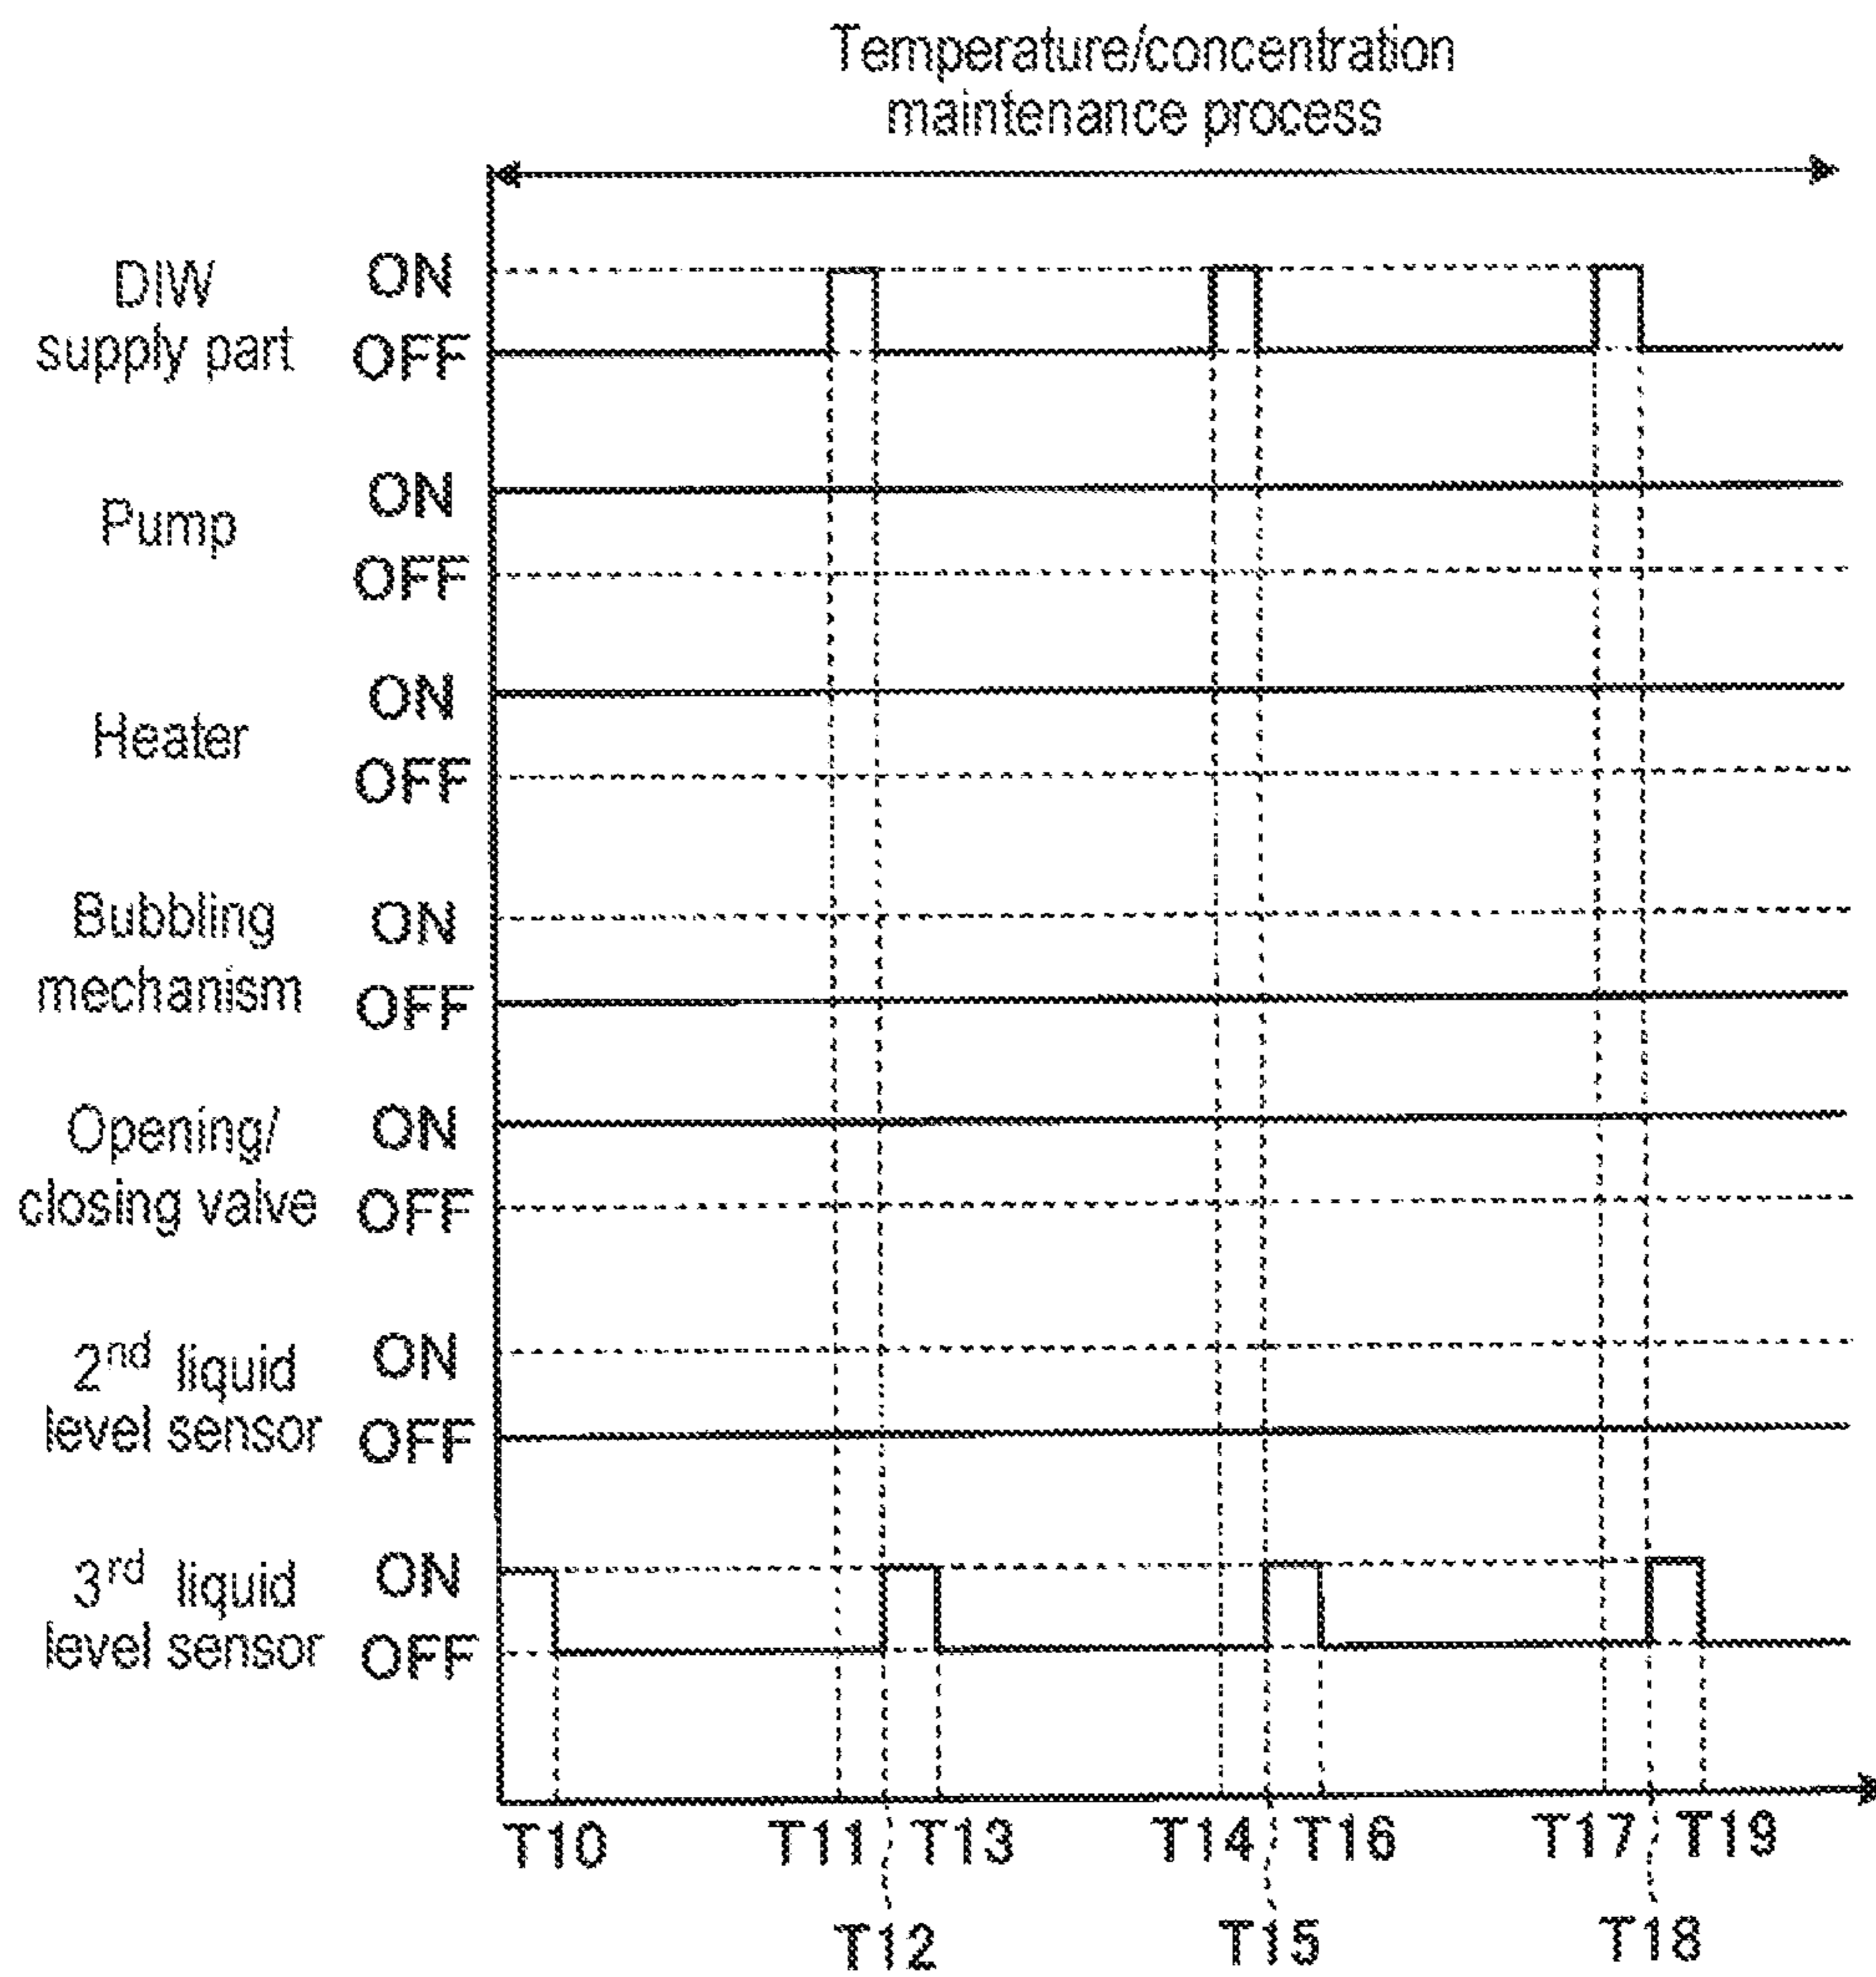 Temperature/concentration
maintenance process
DIW
supply part
ON
OFF
Pump
ON
OFF
Heater
ON
OFF
Bubbling
mechanism
ON
OFF
Opening/
closing valve
ON
OFF
2nd liquid
level sensor
ON
OFF
3rd liquid
level sensor
ON
OFF
T10 T11 T13 T14 T16 T17 T19
T12 T15 T18